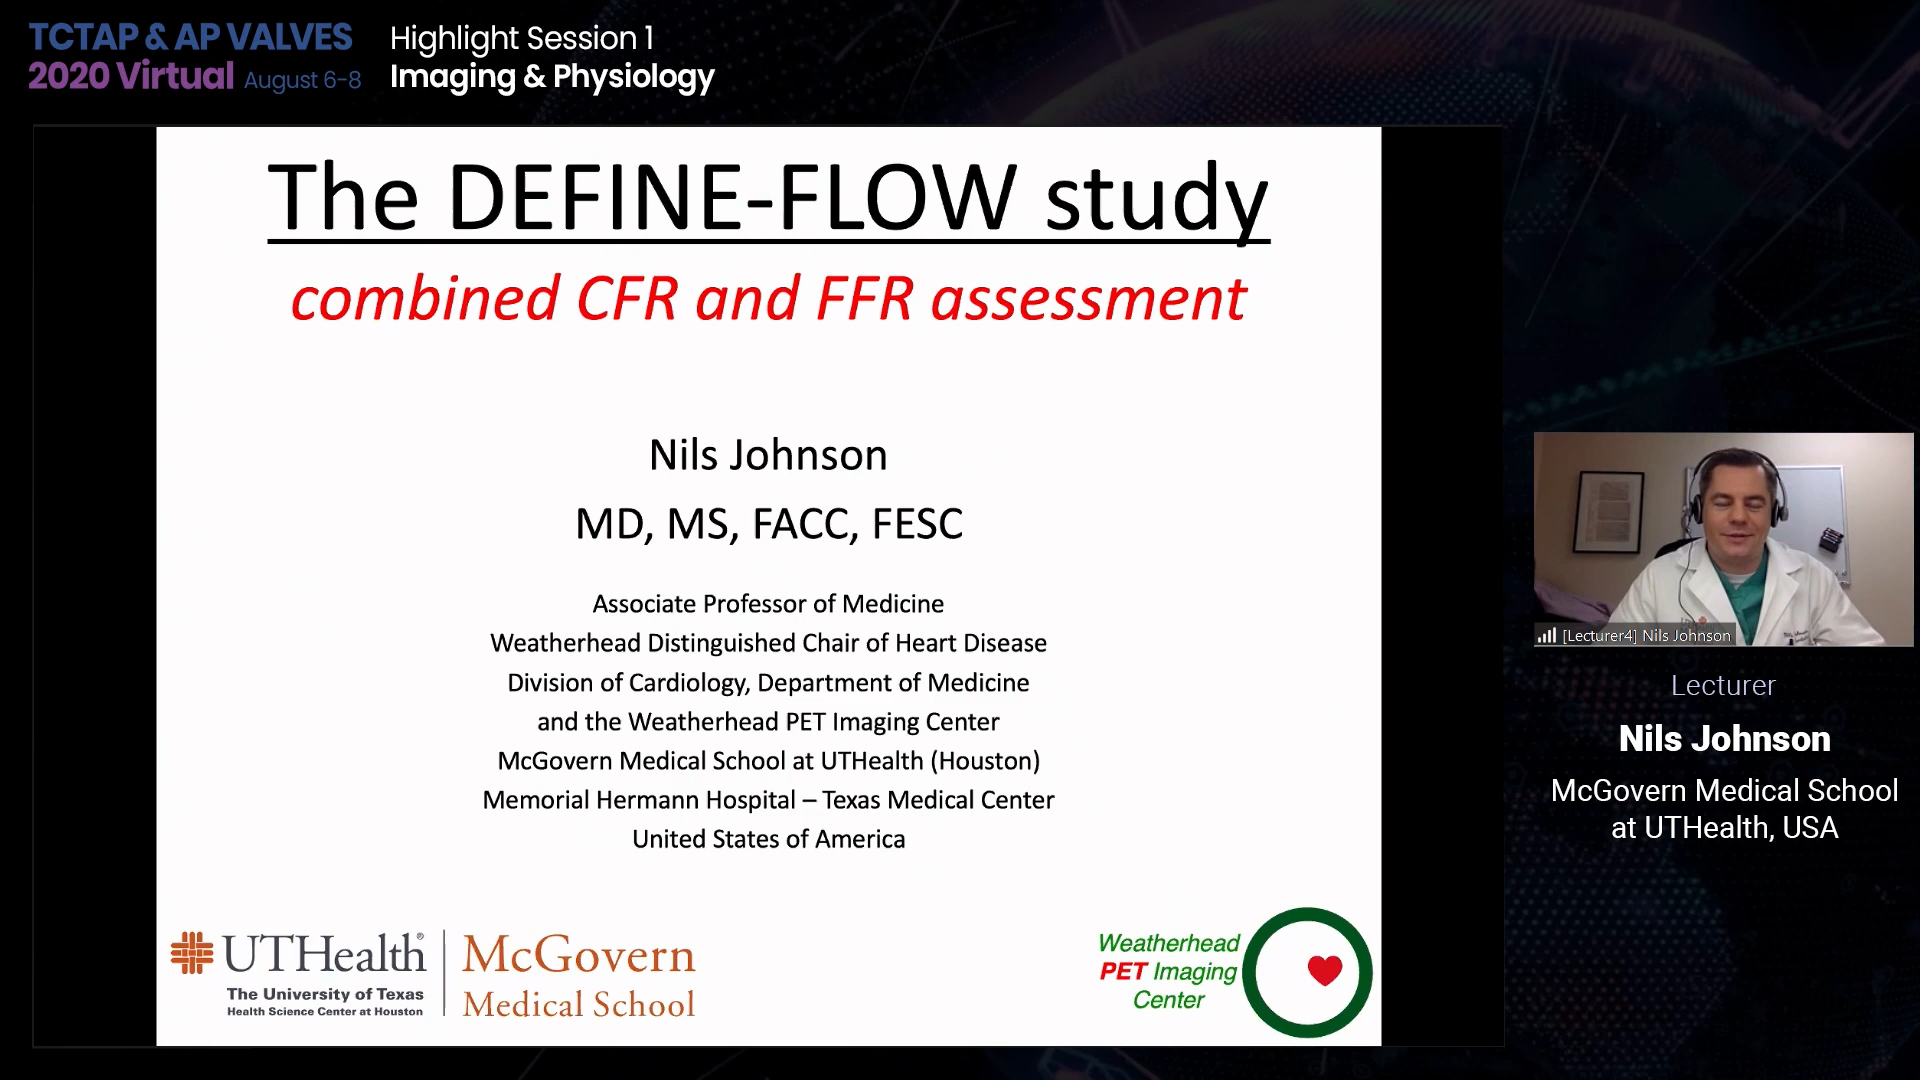 TCTAP & AP VALVES
2020 Virtual August 6-8
Highlight Session 1
Imaging & Physiology
The DEFINE-FLOW study
combined CFR and FFR assessment
Nils Johnson
MD, MS, FACC, FESC
Associate Professor of Medicine
Weatherhead Distinguished Chair of Heart Disease
Division of Cardiology, Department of Medicine
and the Weatherhead PET Imaging Center
McGovern Medical School at UTHealth (Houston)
Memorial Hermann Hospital – Texas Medical Center
United States of America
UTHealth®
The University of Texas
Health Science Center at Houston
McGovern
Medical School
Weatherhead
PET Imaging
Center
[Lecturer4] Nils Johnson
Lecturer
Nils Johnson
McGovern Medical School
at UTHealth, USA